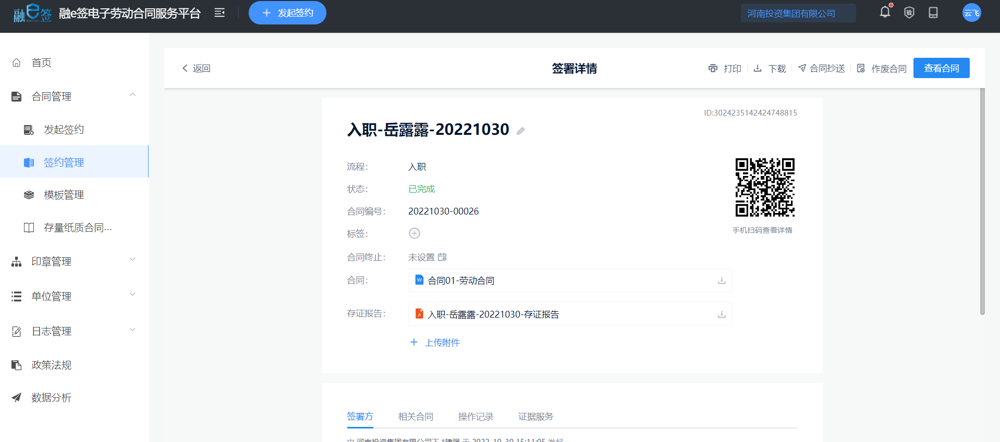 融e签 融e签电子劳动合同服务平台 发起签约 河南投资集团有限公司 云飞
首页
合同管理
发起签约
签约管理
模板管理
存量纸质合同...
印章管理
单位管理
日志管理
政策法规
数据分析
返回 签署详情 打印 下载 合同抄送 作废合同 查看合同
ID:3024235142424748815
入职-岳露露-20221030
流程: 入职
状态: 已完成
合同编号: 20221030-00026
标签:
手机扫码查看详情
合同终止: 未设置
合同: 合同01-劳动合同
存证报告: 入职-岳露露-20221030-存证报告
上传附件
签署方 相关合同 操作记录 证据服务
由 河南投资集团有限公司下 *建强 于 2022-10-30 15:11:05 发起